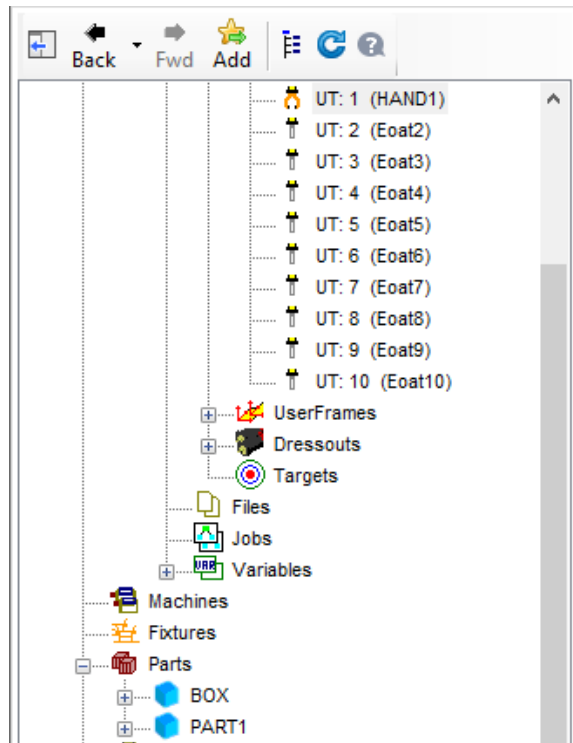 Back Fwd Add
UT: 1 (HAND1)
UT: 2 (Eoat2)
UT: 3 (Eoat3)
UT: 4 (Eoat4)
UT: 5 (Eoat5)
UT: 6 (Eoat6)
UT: 7 (Eoat7)
UT: 8 (Eoat8)
UT: 9 (Eoat9)
UT: 10 (Eoat10)
UserFrames
Dressouts
Targets
Files
Jobs
VAR Variables
Machines
Fixtures
Parts
BOX
PART1